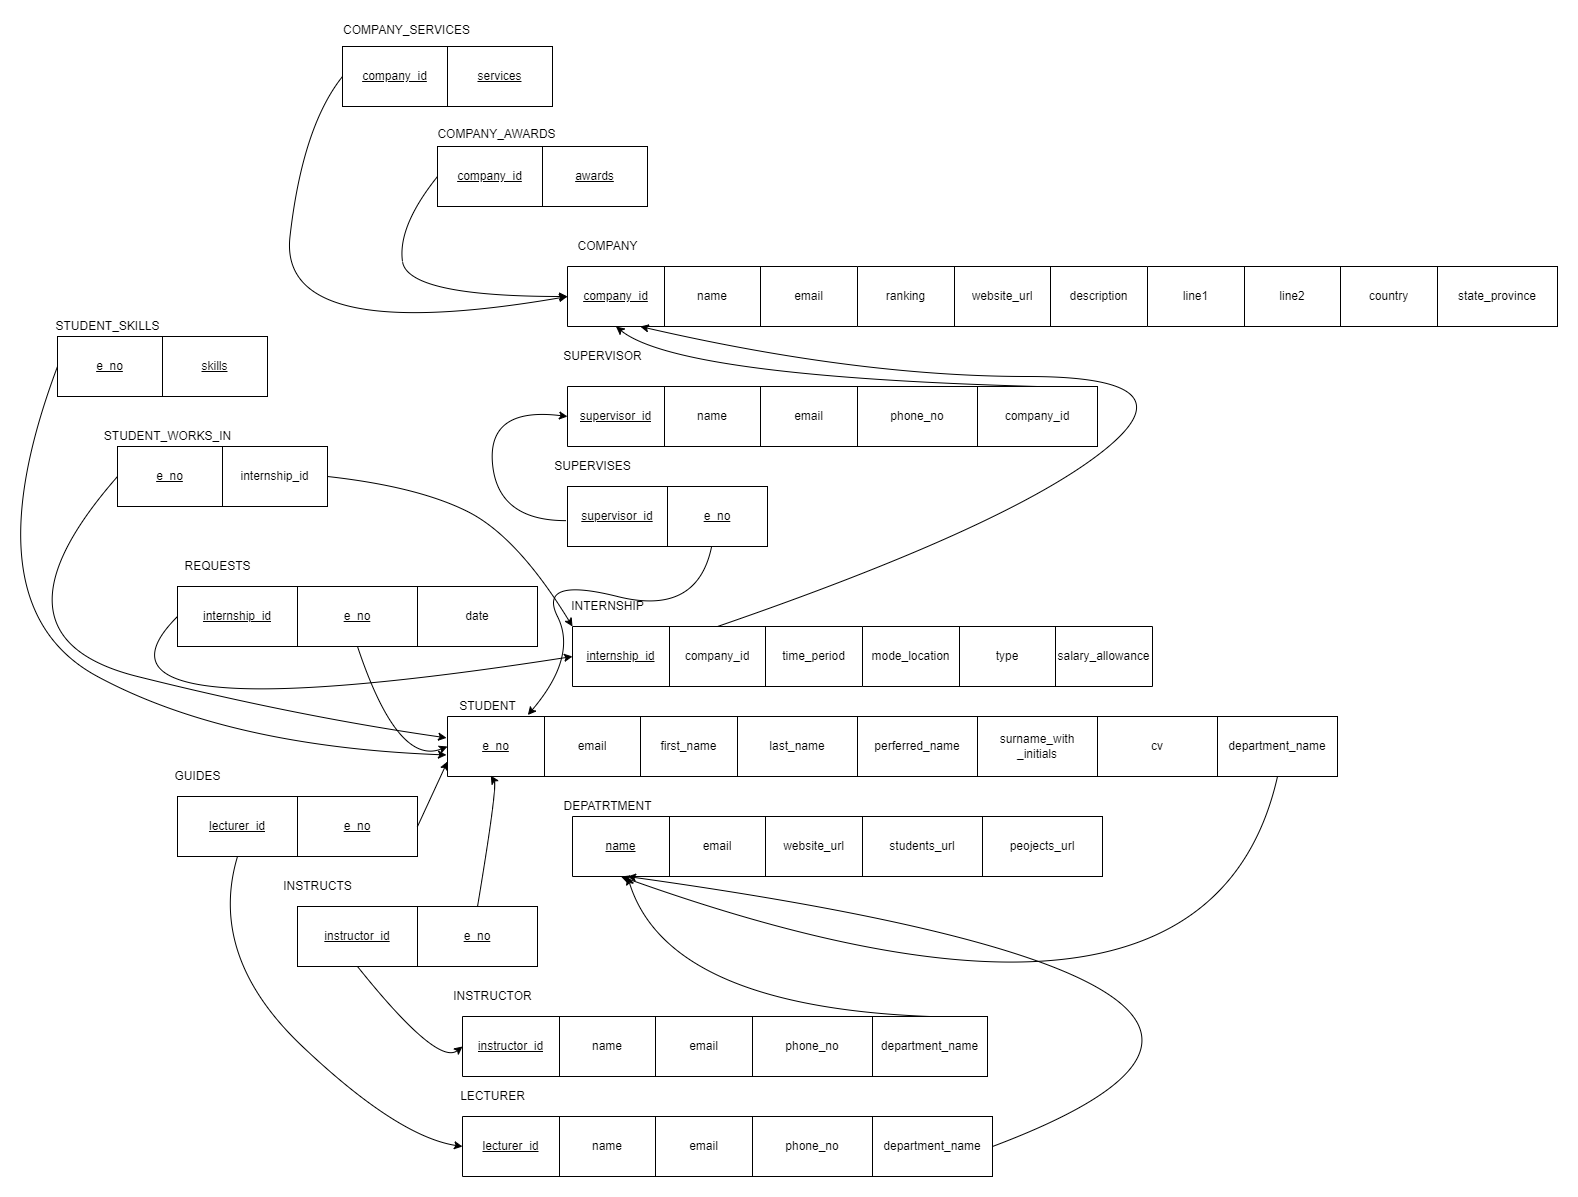 COMPANY_SERVICES
company_id services
COMPANY_AWARDS
company_id awards
COMPANY
company_id name email ranking website_url description line1 line2 country state_province
STUDENT_SKILLS
e_no skills
SUPERVISOR
supervisor_id name email phone_no company_id
STUDENT_WORKS_IN
e_no internship_id
SUPERVISES
supervisor_id e_no
REQUESTS
internship_id e_no date
INTERNSHIP
internship_id company_id time_period mode_location type salary_allowance
STUDENT
e_no email first_name last_name perferred_name surname_with
_initials cv department_name
GUIDES
lecturer_id e_no
DEPATRTMENT
name email website_url students_url peojects_url
INSTRUCTS
instructor_id e_no
INSTRUCTOR
instructor_id name email phone_no department_name
LECTURER
lecturer_id name email phone_no department_name